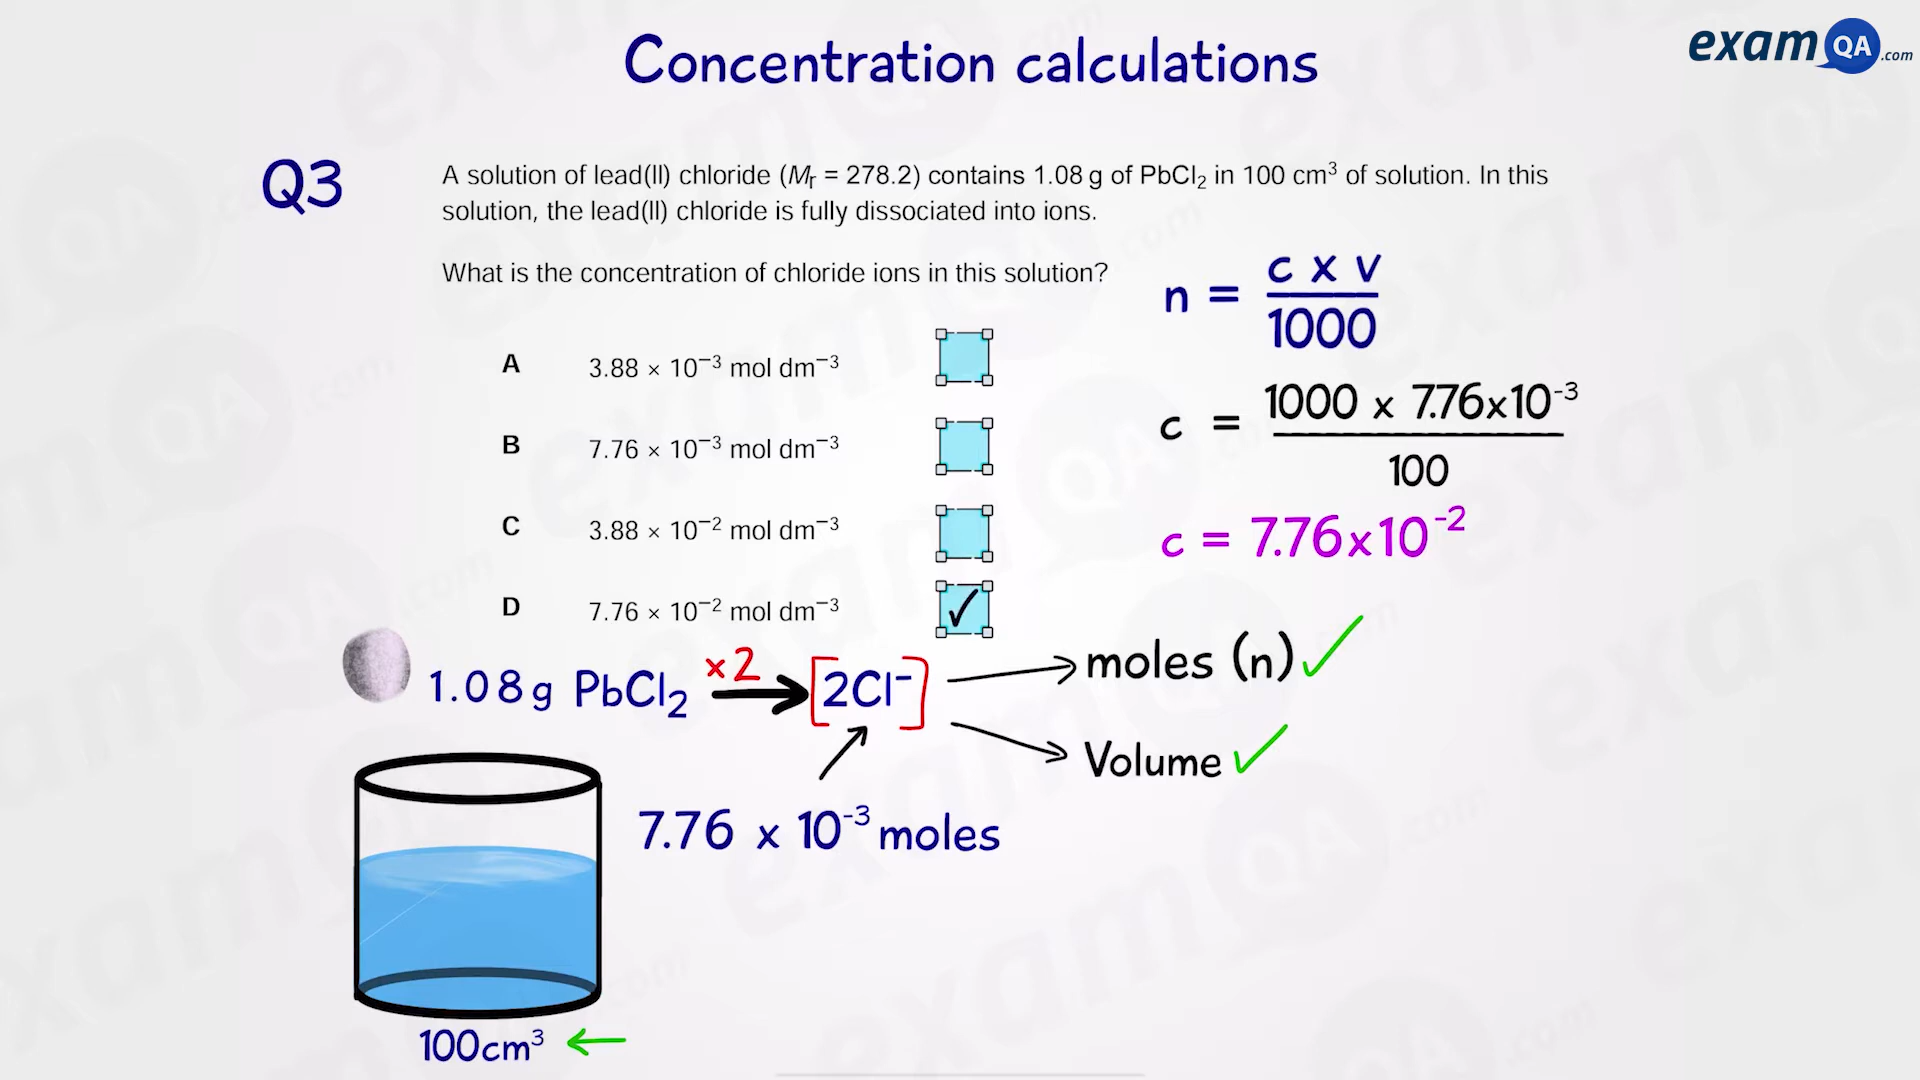 Concentration calculations
examQA.com
Q3
A solution of lead(II) chloride (Mr = 278.2) contains 1.08 g of PbCl₂ in 100 cm³ of solution. In this
solution, the lead(II) chloride is fully dissociated into ions.
What is the concentration of chloride ions in this solution?
A 3.88 × 10⁻³ mol dm⁻³
B 7.76 × 10⁻³ mol dm⁻³
C 3.88 × 10⁻² mol dm⁻³
D 7.76 × 10⁻² mol dm⁻³ ✓
n = c x v
1000
c = 1000 x 7.76x10⁻³
100
c = 7.76x10⁻²
1.08g PbCl₂ x2 → [2Cl⁻]
moles (n) ✓
Volume ✓
7.76 x 10⁻³ moles
100cm³ ←